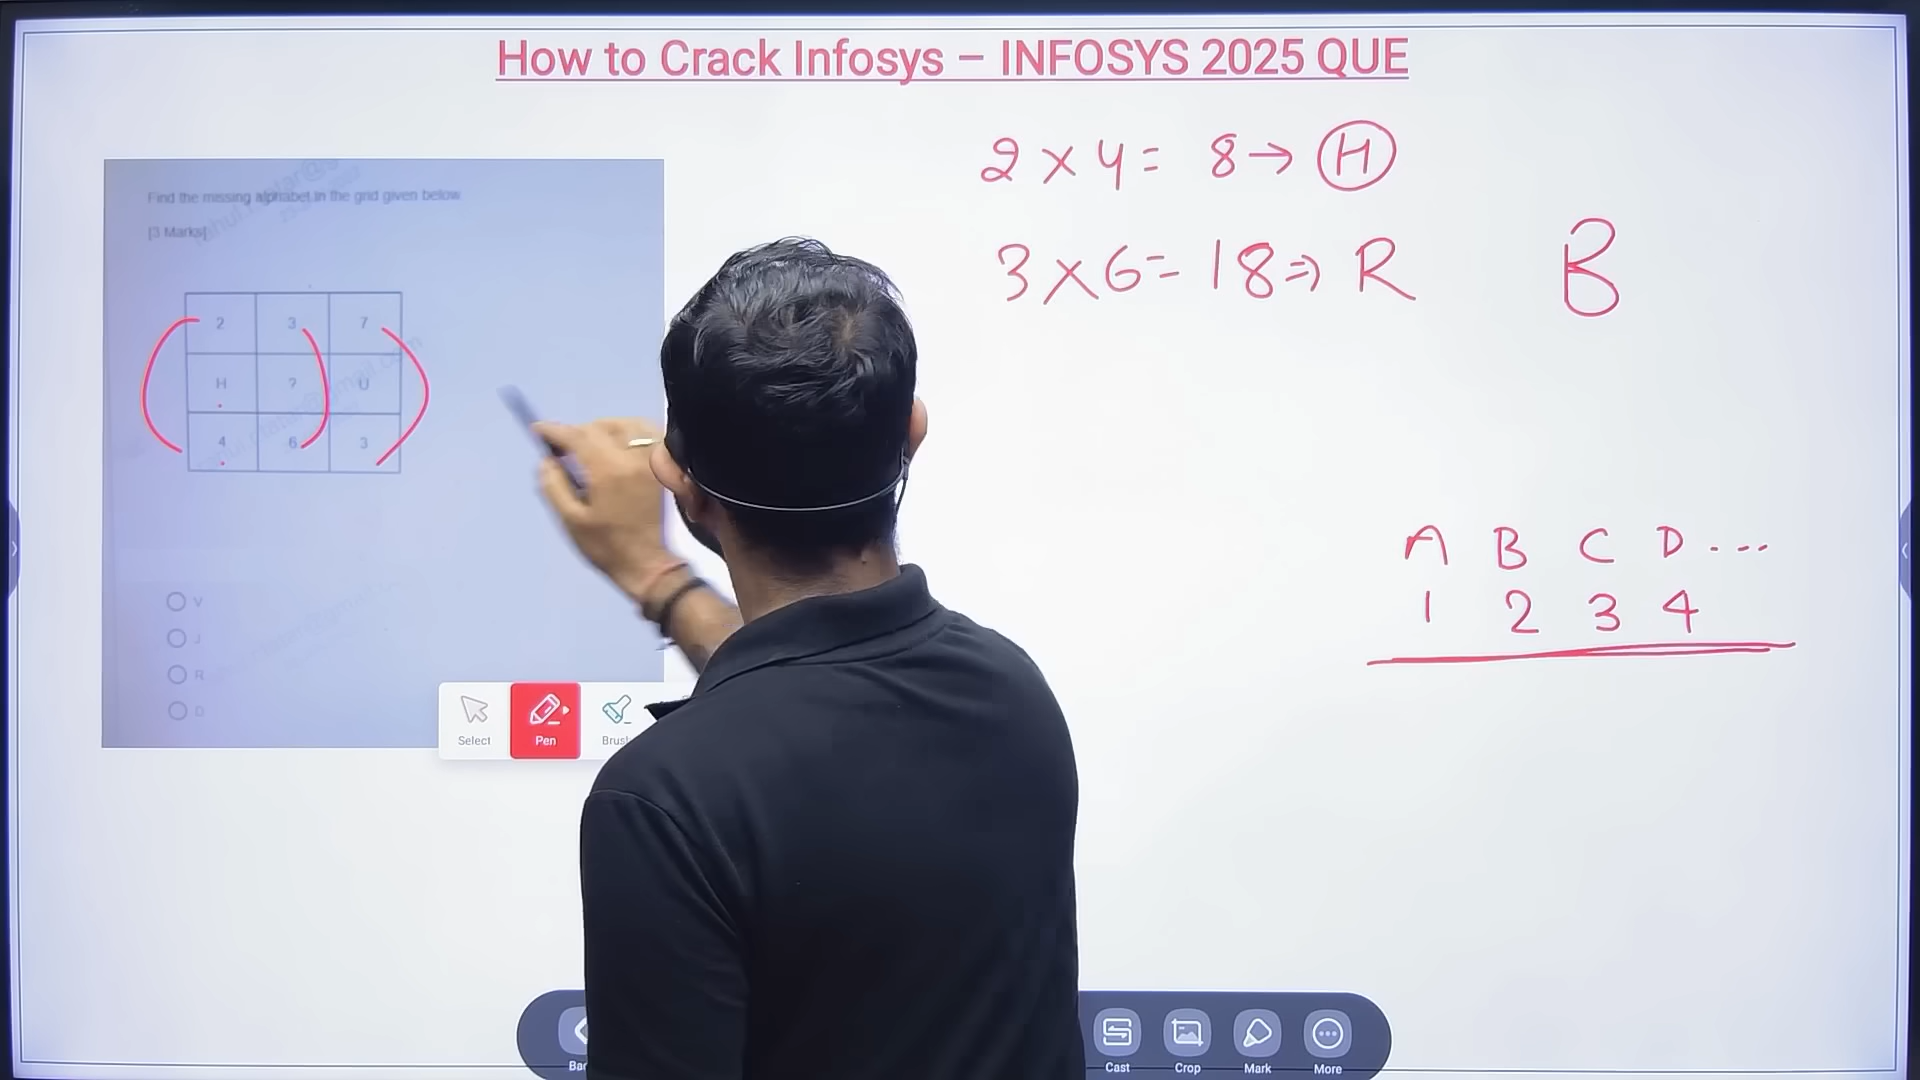 How to Crack Infosys – INFOSYS 2025 QUE
Find the missing alphabet in the grid given below
[3 Marks]
2 3 7
H ? U
4 6 3
V
J
R
D
2 × 4 = 8 → H
3 × 6 = 18 ⇒ R
B
A B C D ...
1 2 3 4
Select
Pen
Cast
Crop
Mark
More